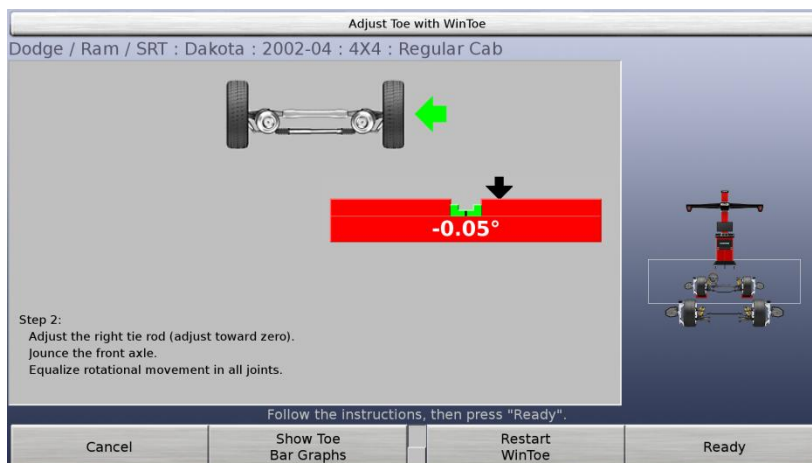 Adjust Toe with WinToe
Dodge / Ram / SRT : Dakota : 2002-04 : 4X4 : Regular Cab
-0.05°
Step 2:
Adjust the right tie rod (adjust toward zero).
Jounce the front axle.
Equalize rotational movement in all joints.
Follow the instructions, then press "Ready".
Cancel
Show Toe
Bar Graphs
Restart
WinToe
Ready